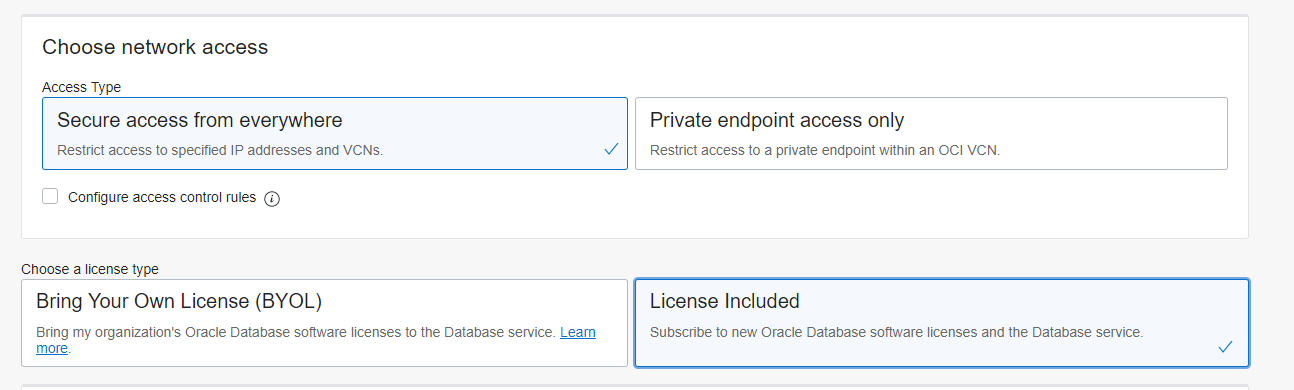 Choose network access
Access Type
Secure access from everywhere
Restrict access to specified IP addresses and VCNs.
Private endpoint access only
Restrict access to a private endpoint within an OCI VCN.
Configure access control rules i
Choose a license type
Bring Your Own License (BYOL)
Bring my organization's Oracle Database software licenses to the Database service. Learn
more.
License Included
Subscribe to new Oracle Database software licenses and the Database service.